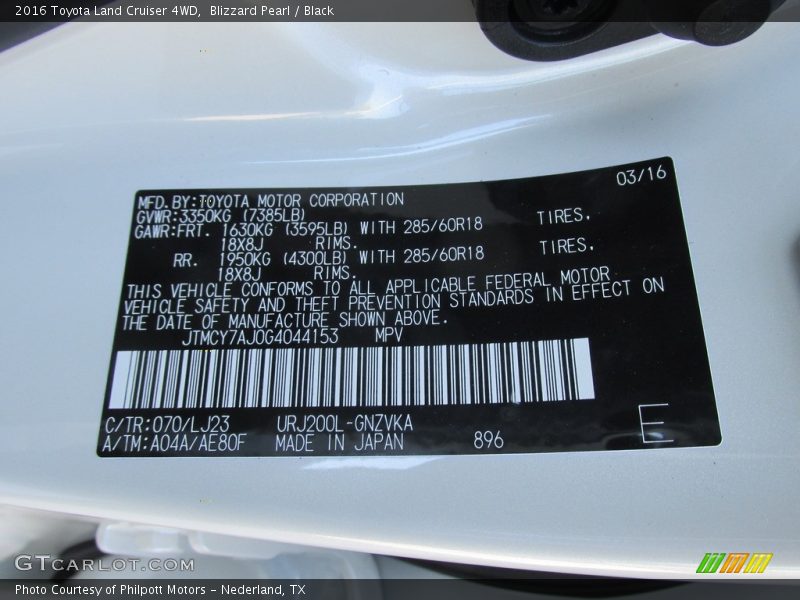 2016 Toyota Land Cruiser 4WD,  Blizzard Pearl / Black
03/16
MFD.BY:TOYOTA MOTOR CORPORATION
GVWR:3350KG (7385LB)
GAWR:FRT. 1630KG (3595LB) WITH 285/60R18 TIRES.
18X8J RIMS.
RR. 1950KG (4300LB) WITH 285/60R18 TIRES,
18X8J RIMS.
THIS VEHICLE CONFORMS TO ALL APPLICABLE FEDERAL MOTOR
VEHICLE SAFETY AND THEFT PREVENTION STANDARDS IN EFFECT ON
THE DATE OF MANUFACTURE SHOWN ABOVE.
JTMCY7AJ0G4044153 MPV
C/TR:070/LJ23 URJ200L-GNZVKA
A/TM:A04A/AE80F MADE IN JAPAN 896
E
GTCARLOT.COM
Photo Courtesy of Philpott Motors – Nederland, TX